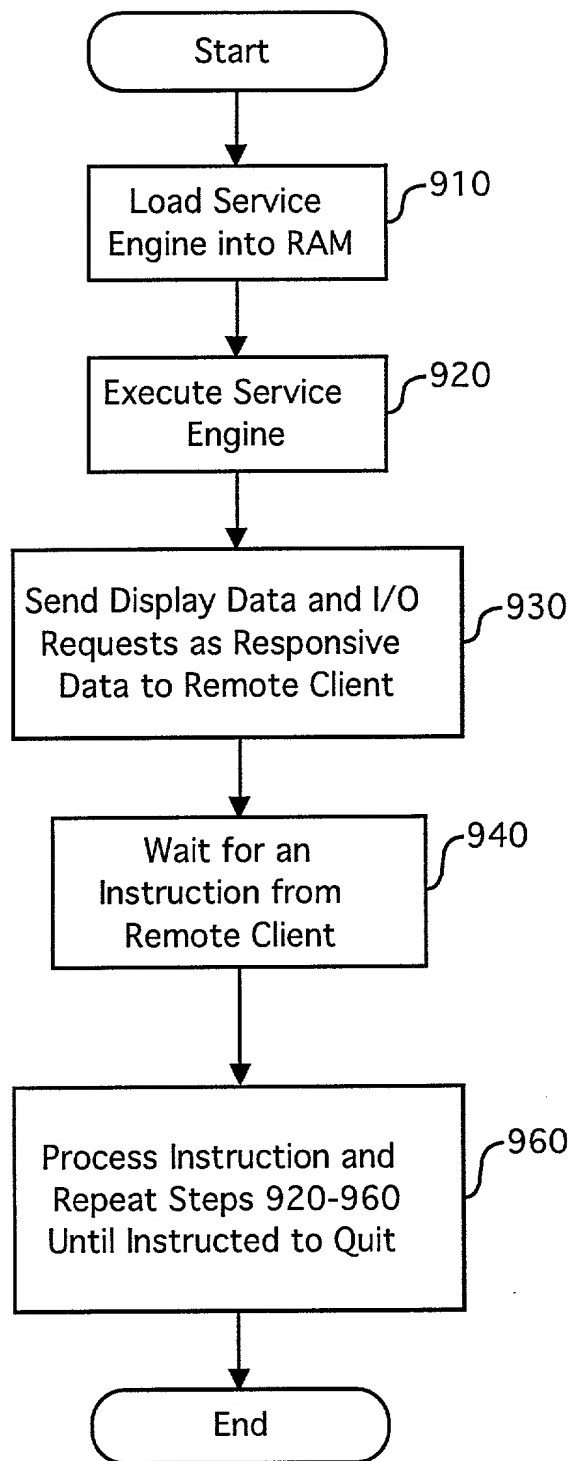 Start
910
Load Service
Engine into RAM
920
Execute Service
Engine
930
Send Display Data and I/O
Requests as Responsive
Data to Remote Client
940
Wait for an
Instruction from
Remote Client
960
Process Instruction and
Repeat Steps 920-960
Until Instructed to Quit
End